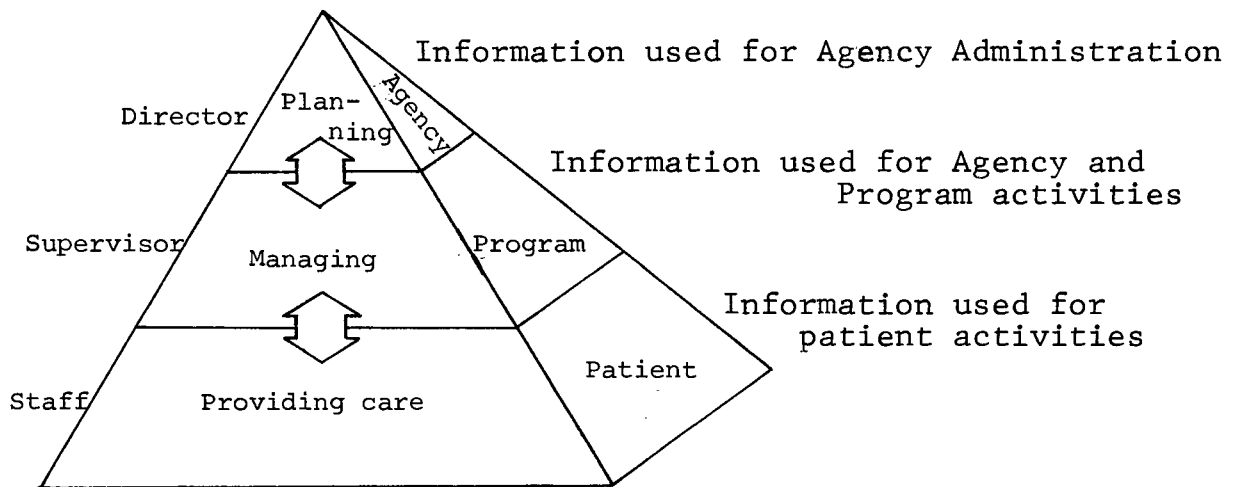 Information used for Agency Administration
Director
Plan-
ning
Agency
Information used for Agency and
Program activities
Supervisor
Managing
Program
Information used for
patient activities
Staff
Providing care
Patient